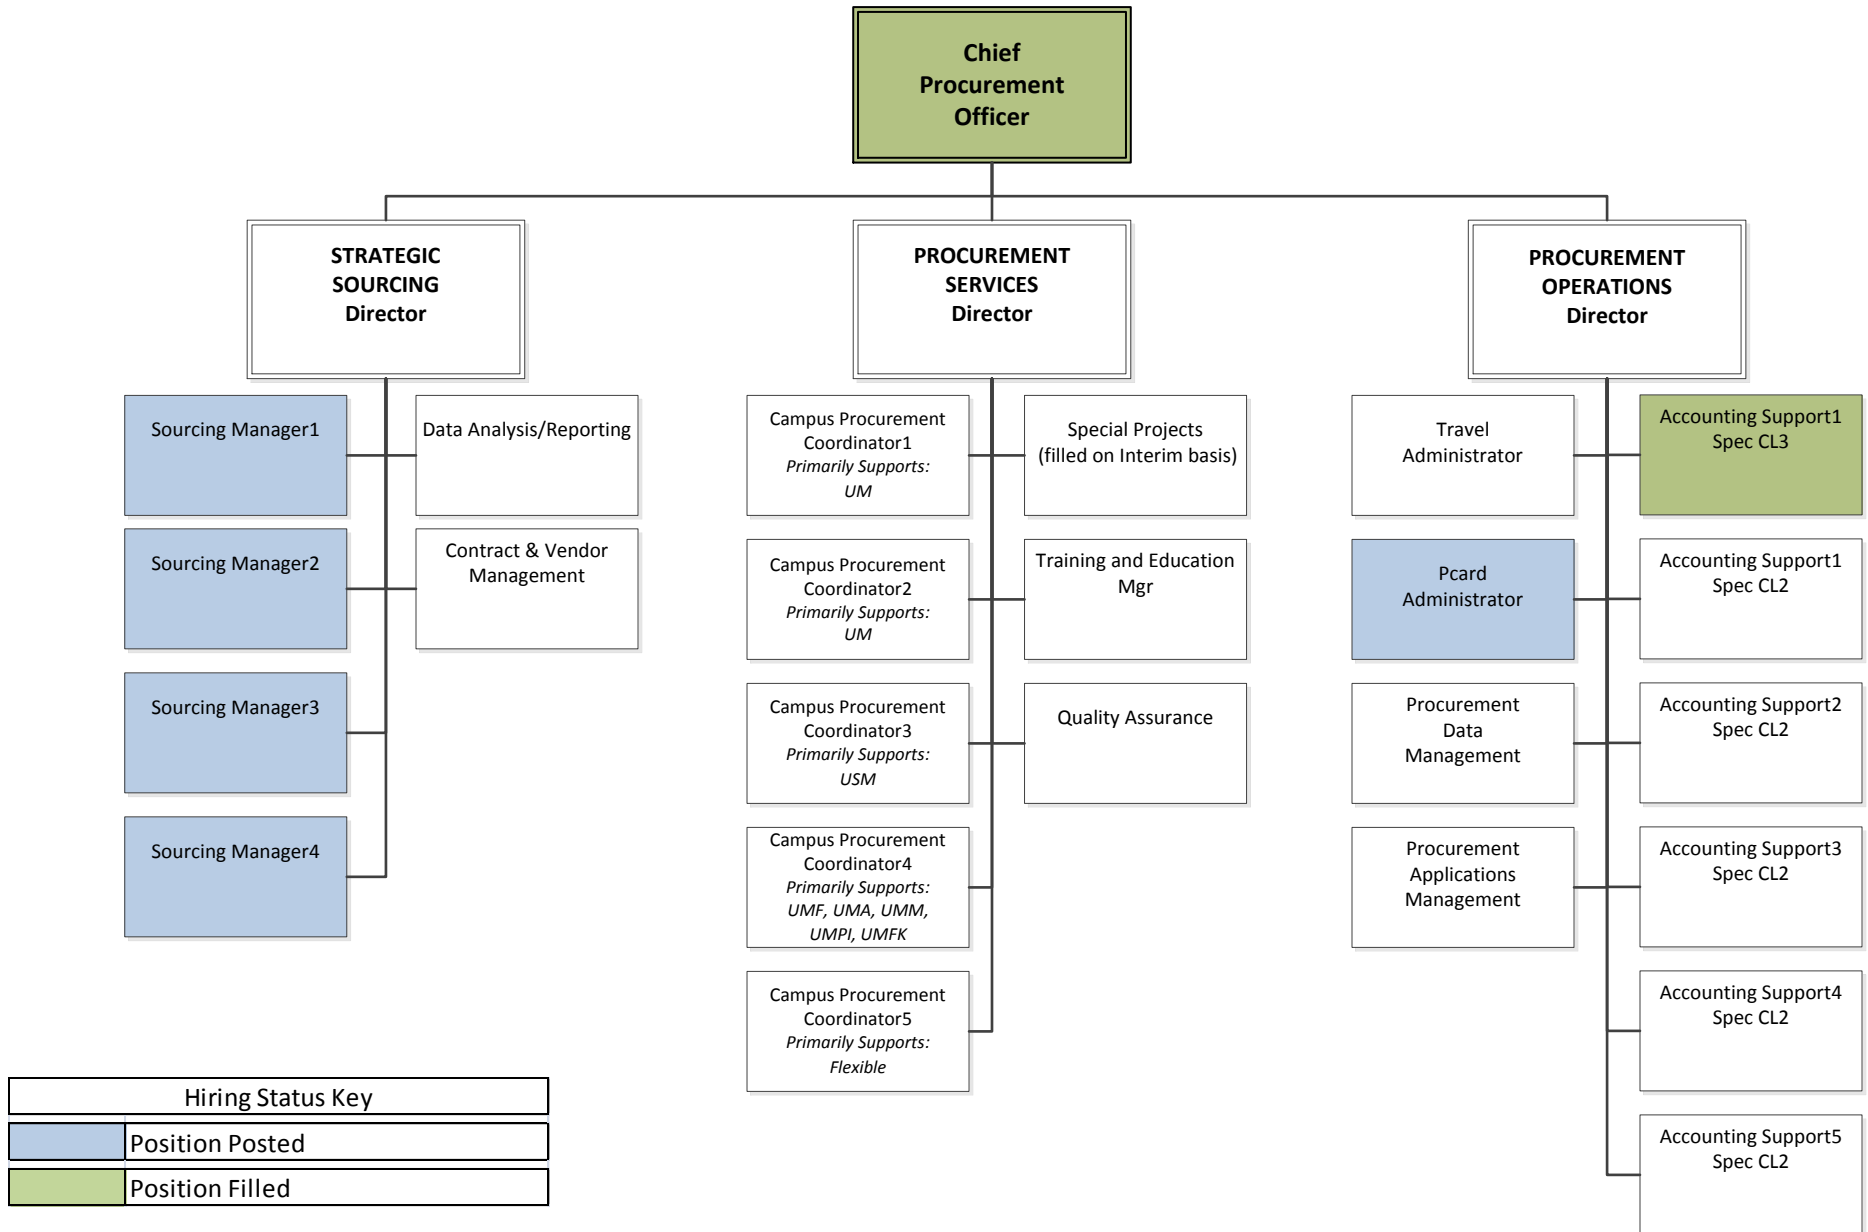 Chief
Procurement
Officer
STRATEGIC
SOURCING
Director
PROCUREMENT
SERVICES
Director
PROCUREMENT
OPERATIONS
Director
Sourcing Manager1
Data Analysis/Reporting
Sourcing Manager2
Contract & Vendor
Management
Sourcing Manager3
Sourcing Manager4
Campus Procurement
Coordinator1
Primarily Supports:
UM
Special Projects
(filled on Interim basis)
Campus Procurement
Coordinator2
Primarily Supports:
UM
Training and Education
Mgr
Campus Procurement
Coordinator3
Primarily Supports:
USM
Quality Assurance
Campus Procurement
Coordinator4
Primarily Supports:
UMF, UMA, UMM,
UMPI, UMFK
Campus Procurement
Coordinator5
Primarily Supports:
Flexible
Travel
Administrator
Accounting Support1
Spec CL3
Pcard
Administrator
Accounting Support1
Spec CL2
Procurement
Data
Management
Accounting Support2
Spec CL2
Procurement
Applications
Management
Accounting Support3
Spec CL2
Accounting Support4
Spec CL2
Accounting Support5
Spec CL2
Hiring Status Key
Position Posted
Position Filled